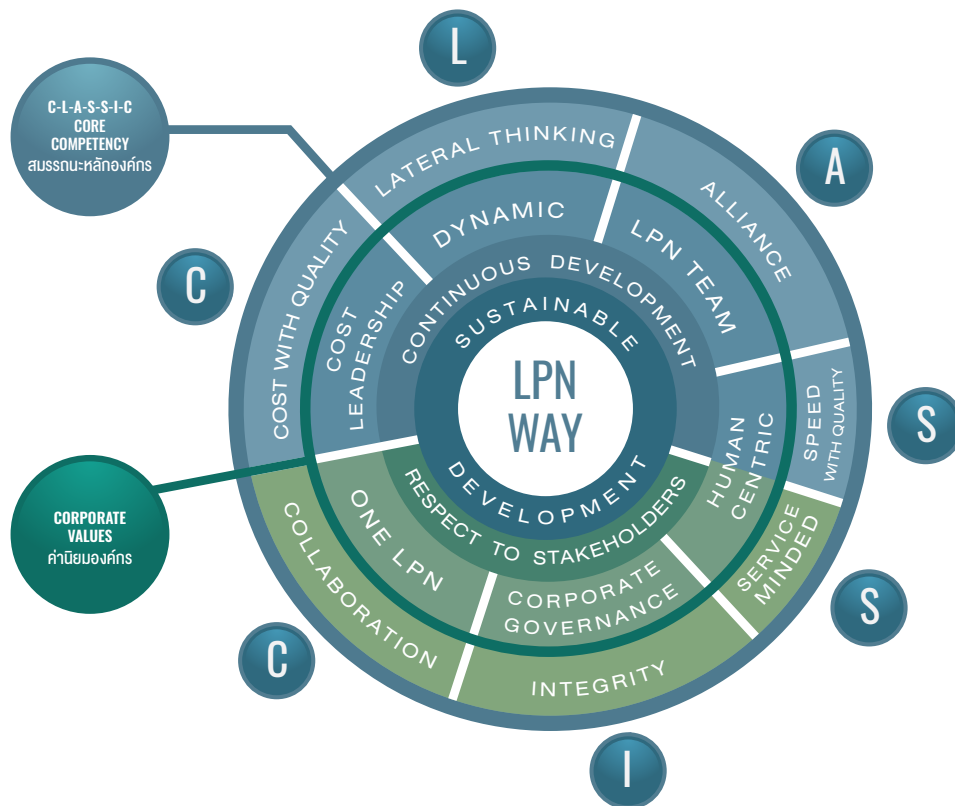 L
C-L-A-S-S-I-C
CORE
COMPETENCY
สมรรถนะหลักองค์กร
A
LATERAL THINKING
ALLIANCE
DYNAMIC
LPN TEAM
C
COST WITH QUALITY
COST
LEADERSHIP
CONTINUOUS DEVELOPMENT
SUSTAINABLE
DEVELOPMENT
LPN
WAY
S
SPEED
WITH QUALITY
HUMAN
CENTRIC
RESPECT TO STAKEHOLDERS
CORPORATE
VALUES
ค่านิยมองค์กร
ONE LPN
CORPORATE
GOVERNANCE
SERVICE
MINDED
S
COLLABORATION
C
INTEGRITY
I